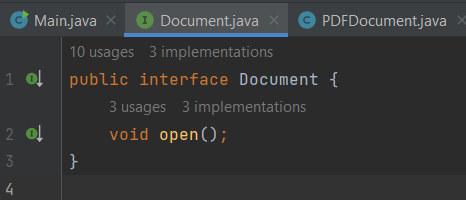 Main.java × Document.java × PDFDocument.java
10 usages 3 implementations
1 public interface Document {
3 usages 3 implementations
2 void open();
3 }
4